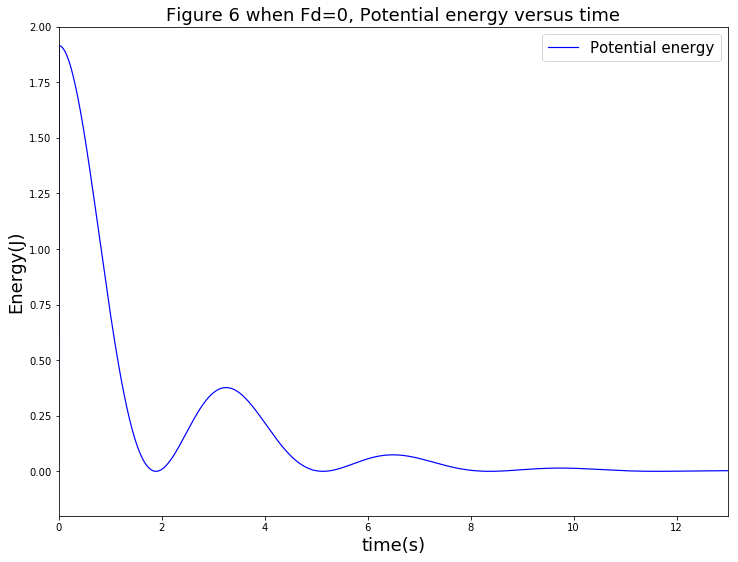 Figure 6 when Fd=0, Potential energy versus time
Potential energy
Energy(J)
2.00
1.75
1.50
1.25
1.00
0.75
0.50
0.25
0.00
0 2 4 6 8 10 12
time(s)